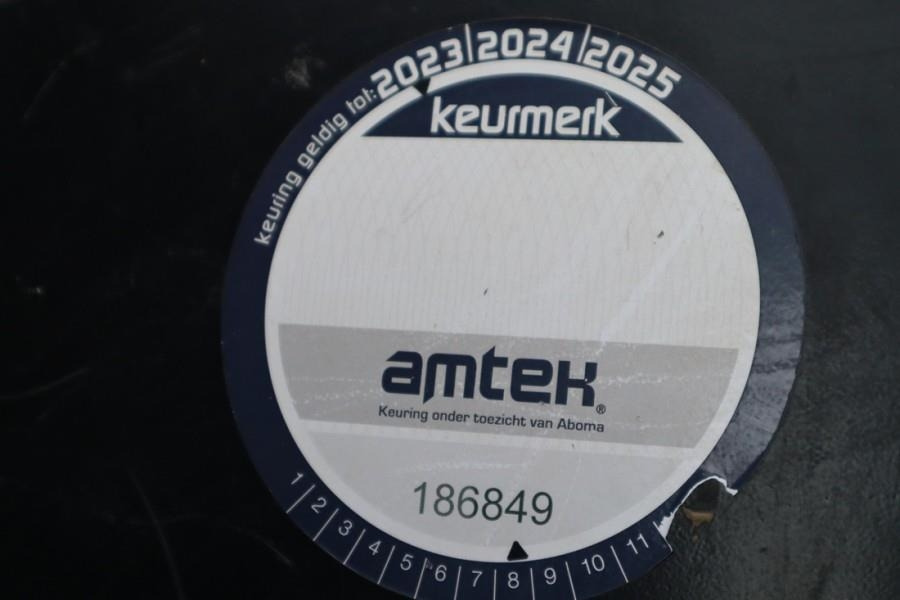 keuring geldig tot: 2023 2024 2025
keurmerk
amtek®
Keuring onder toezicht van Aboma
186849
1 2 3 4 5 6 7 8 9 10 11